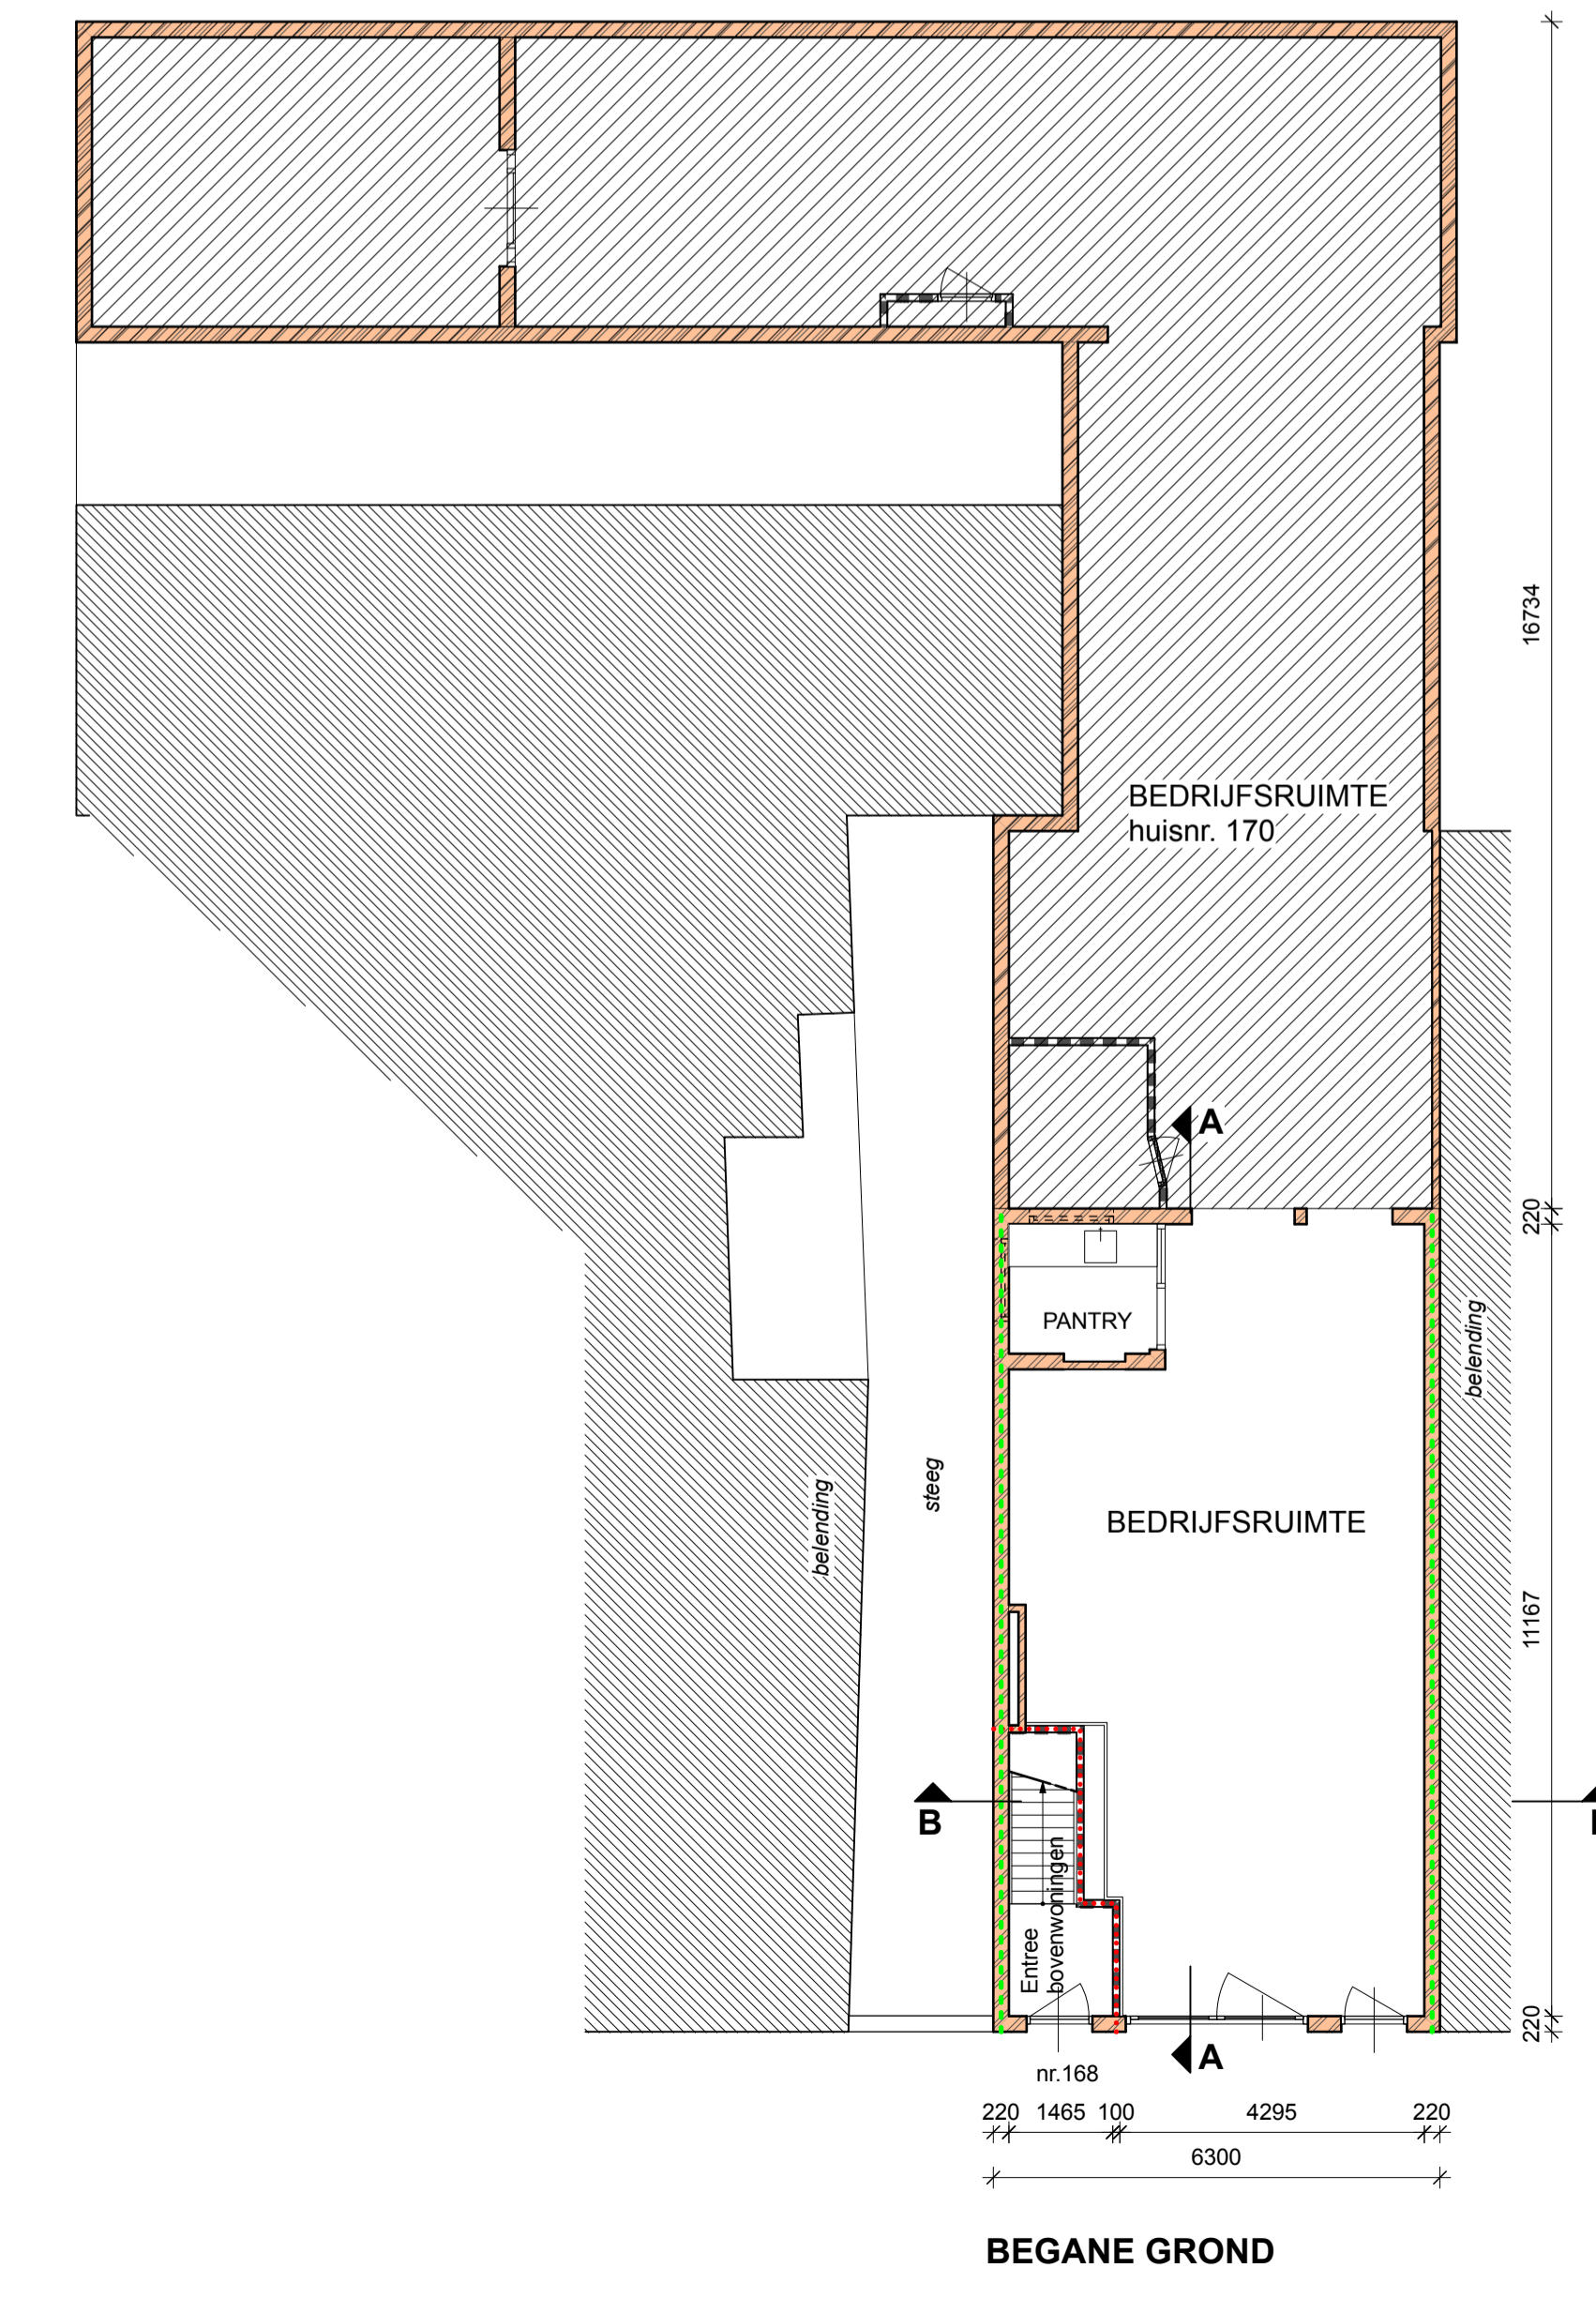 16734
BEDRIJFSRUIMTE
huisnr. 170
A
220
PANTRY
belending
steeg
belending
BEDRIJFSRUIMTE
11167
B
Entree
bovenwoningen
220
A
nr.168
220 1465 100 4295 220
6300
BEGANE GROND